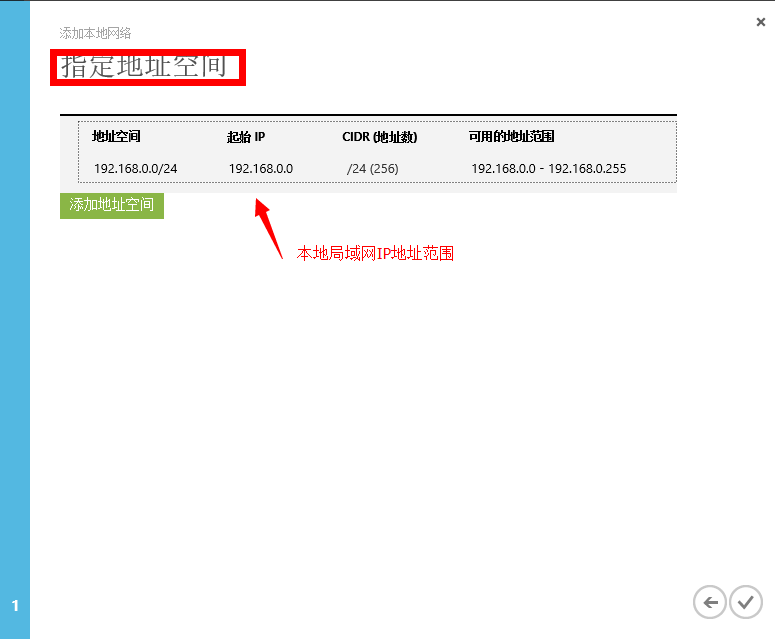 添加本地网络
指定地址空间
地址空间 起始 IP CIDR (地址数) 可用的地址范围
192.168.0.0/24 192.168.0.0 /24 (256) 192.168.0.0 - 192.168.0.255
添加地址空间
本地局域网IP地址范围
1